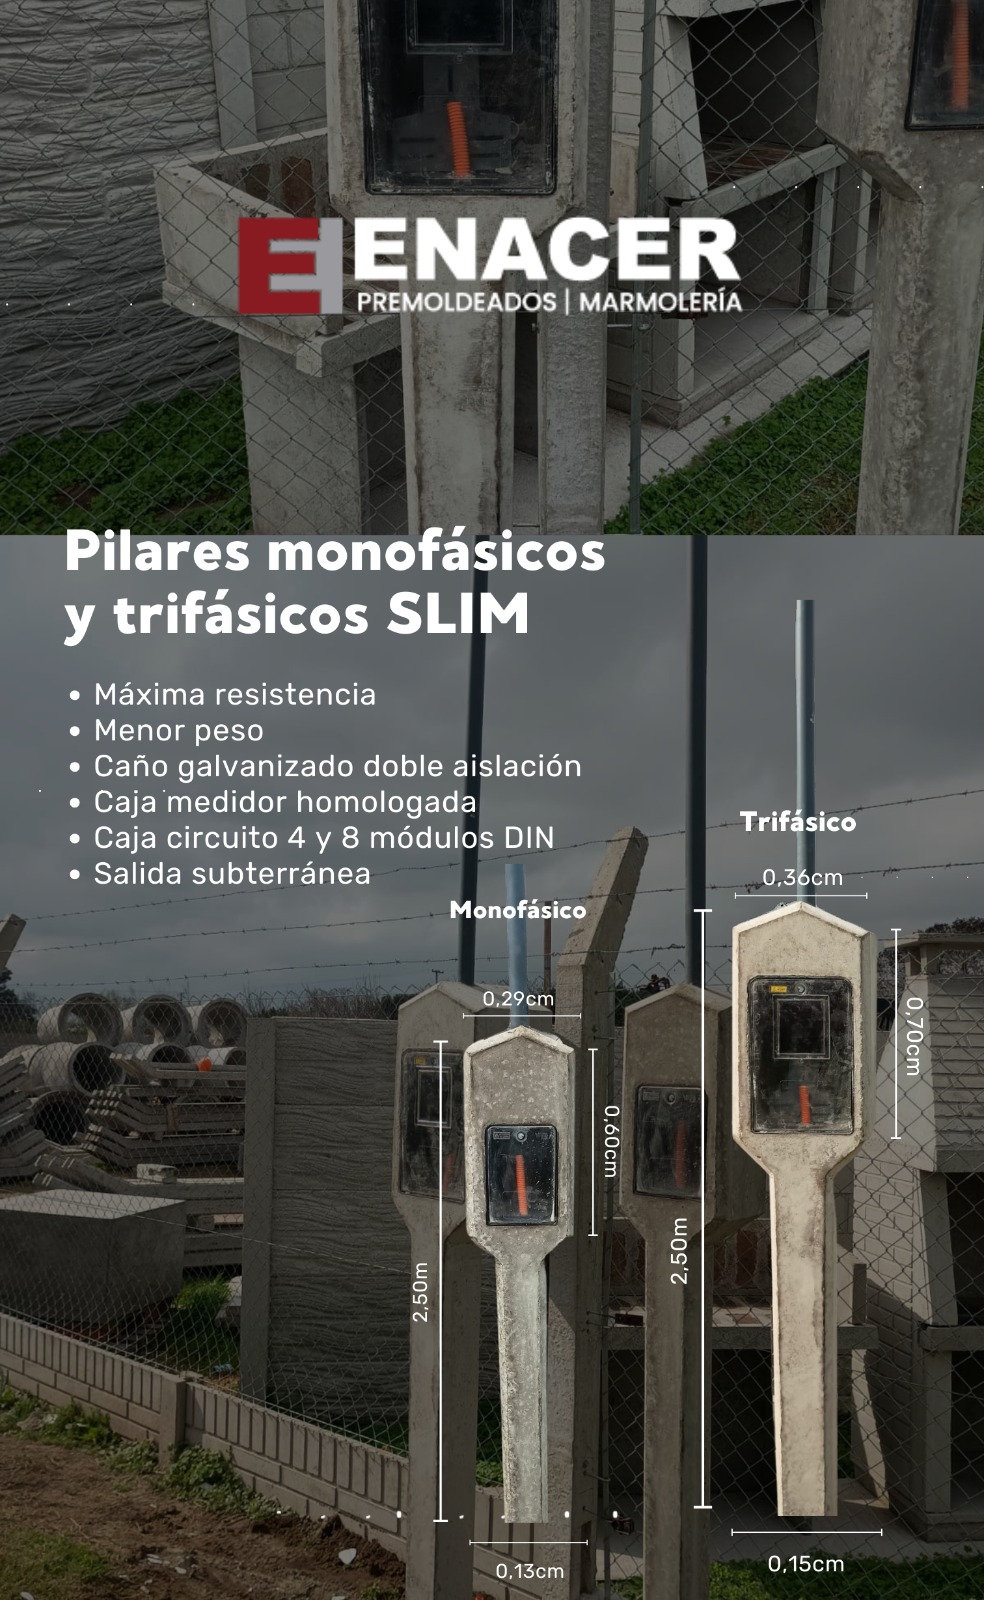 ENACER
PREMOLDEADOS | MARMOLERÍA
Pilares monofásicos
y trifásicos SLIM
• Máxima resistencia
• Menor peso
• Caño galvanizado doble aislación
• Caja medidor homologada
• Caja circuito 4 y 8 módulos DIN
• Salida subterránea
Trifásico
0,36cm
Monofásico
0,29cm
0,70cm
0,60cm
2,50m
2,50m
0,13cm
0,15cm